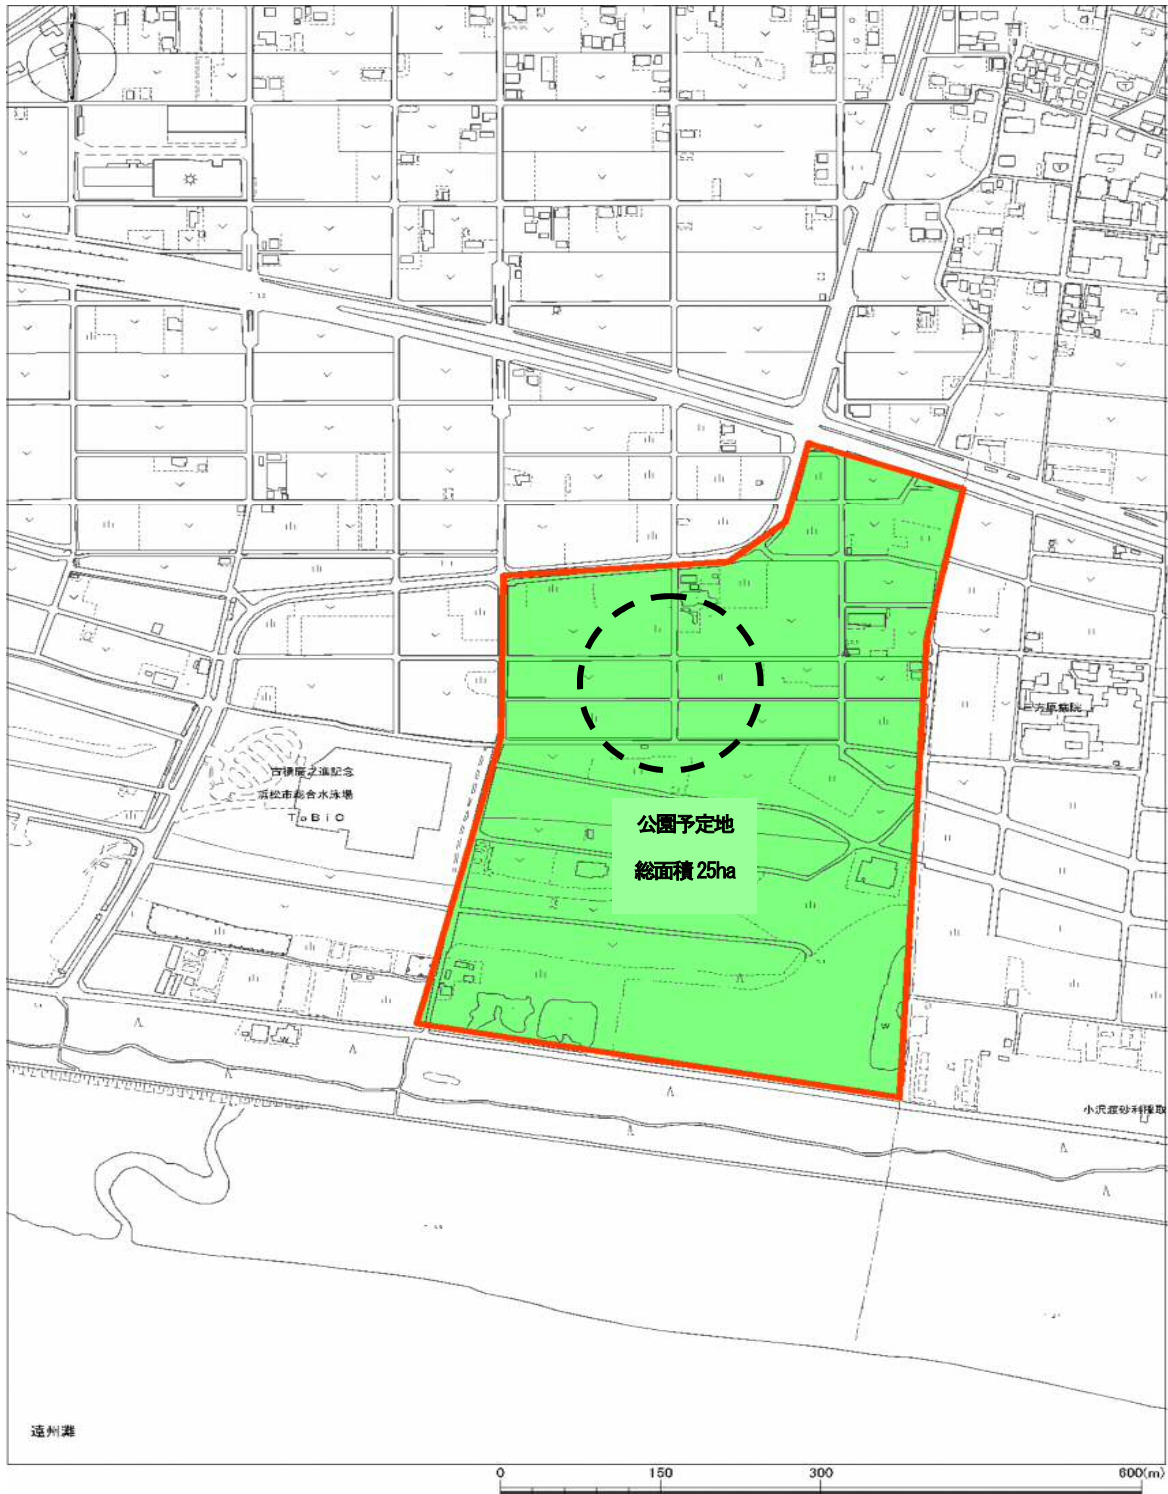 三方原病院
古橋廣之進記念
浜松市総合水泳場
ToBiO
公園予定地
総面積 25ha
小沢渡砂利採取
遠州灘
0 150 300 600(m)